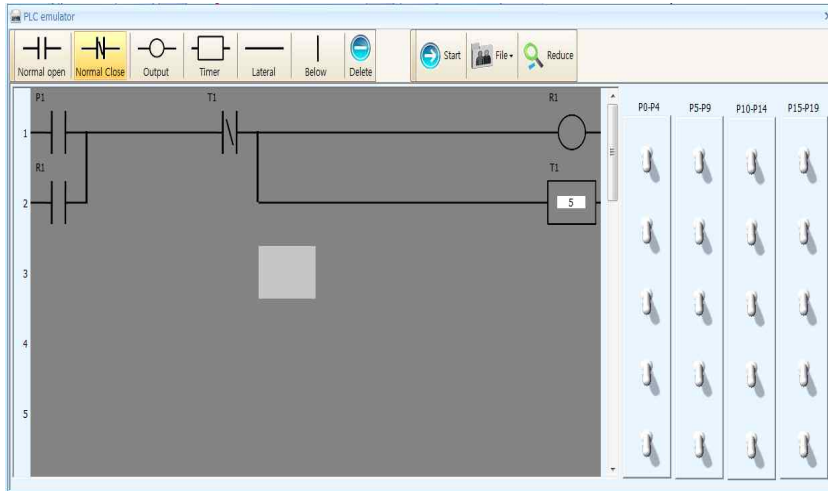 PLC emulator
Normal open Normal Close Output Timer Lateral Below Delete Start File Reduce
P1 T1 R1 P0-P4 P5-P9 P10-P14 P15-P19
1
R1 T1
2 5
3
4
5